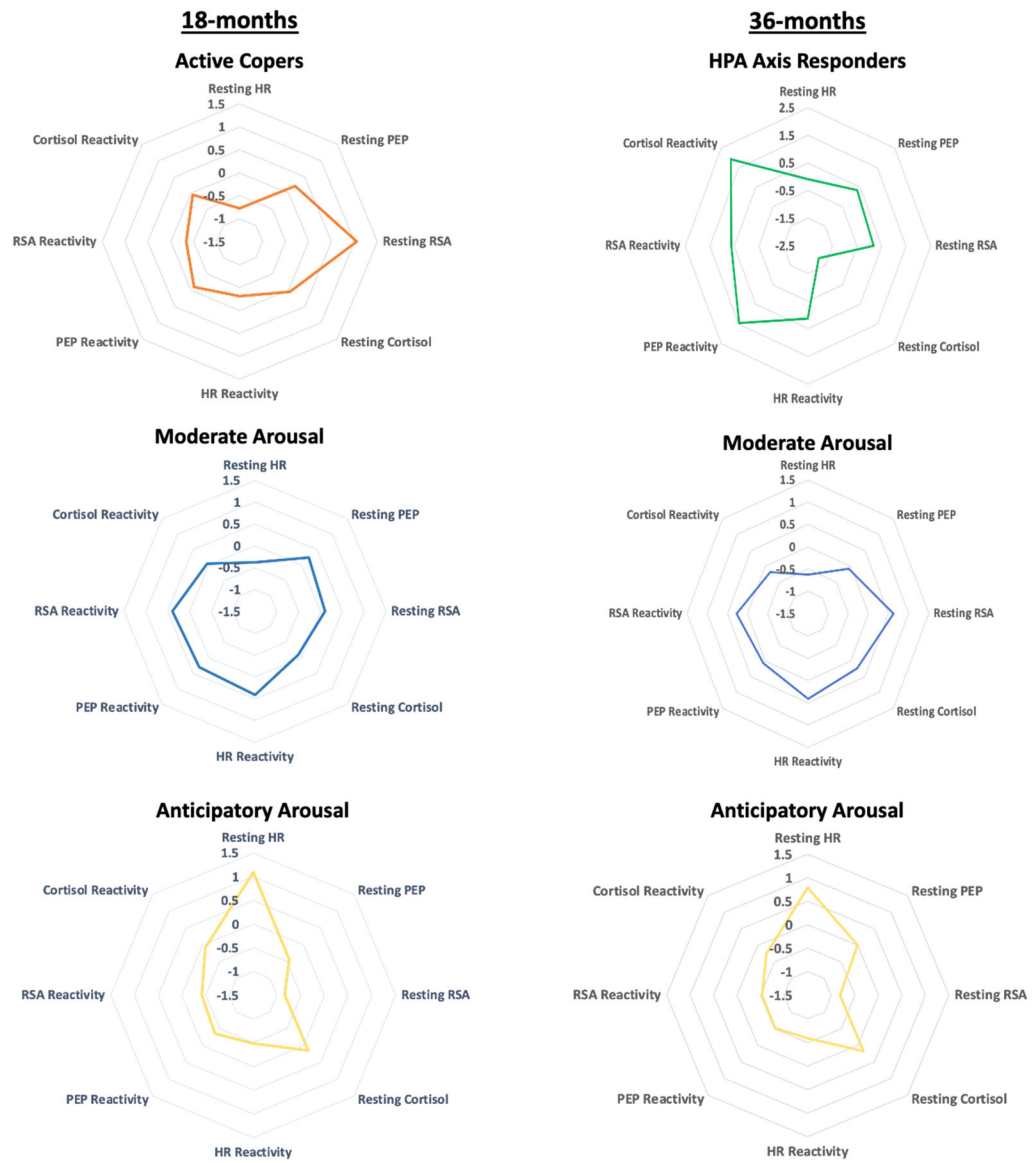 18-months
36-months
Active Copers
Resting HR
1.5
1
0.5
0
-0.5
-1
-1.5
Resting PEP
Resting RSA
Resting Cortisol
HR Reactivity
PEP Reactivity
RSA Reactivity
Cortisol Reactivity
HPA Axis Responders
Resting HR
2.5
1.5
0.5
-0.5
-1.5
-2.5
Resting PEP
Resting RSA
Resting Cortisol
HR Reactivity
PEP Reactivity
RSA Reactivity
Cortisol Reactivity
Moderate Arousal
Resting HR
1.5
1
0.5
0
-0.5
-1
-1.5
Resting PEP
Resting RSA
Resting Cortisol
HR Reactivity
PEP Reactivity
RSA Reactivity
Cortisol Reactivity
Moderate Arousal
Resting HR
1.5
1
0.5
0
-0.5
-1
-1.5
Resting PEP
Resting RSA
Resting Cortisol
HR Reactivity
PEP Reactivity
RSA Reactivity
Cortisol Reactivity
Anticipatory Arousal
Resting HR
1.5
1
0.5
0
-0.5
-1
-1.5
Resting PEP
Resting RSA
Resting Cortisol
HR Reactivity
PEP Reactivity
RSA Reactivity
Cortisol Reactivity
Anticipatory Arousal
Resting HR
1.5
1
0.5
0
-0.5
-1
-1.5
Resting PEP
Resting RSA
Resting Cortisol
HR Reactivity
PEP Reactivity
RSA Reactivity
Cortisol Reactivity